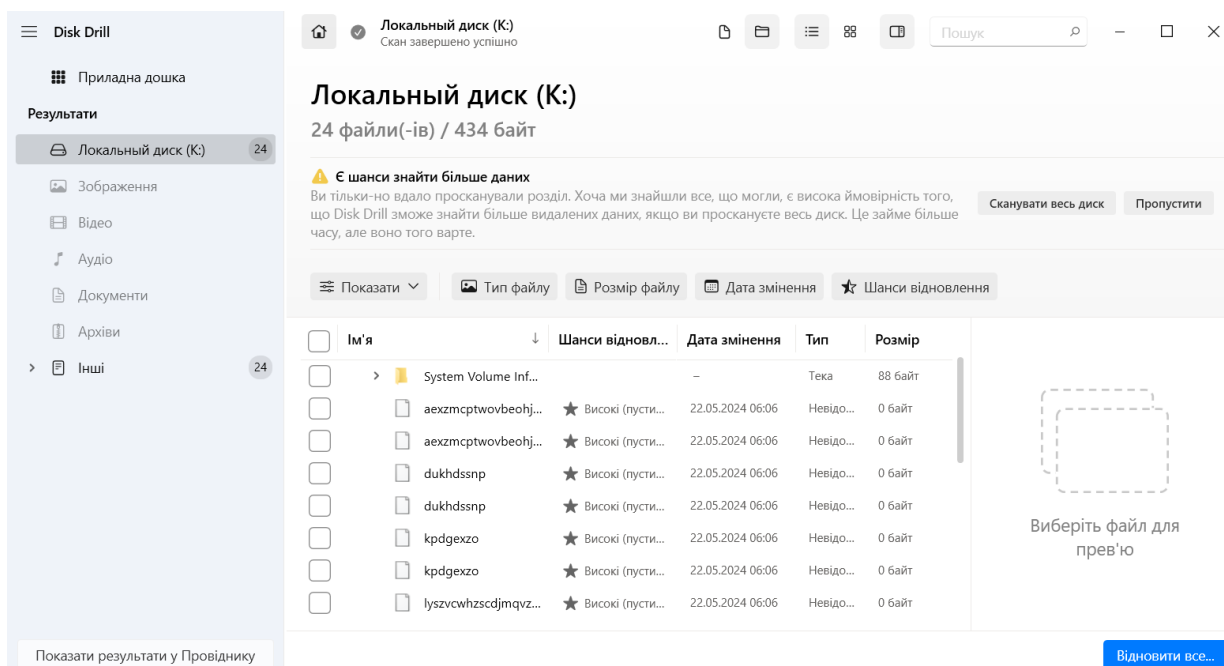 Disk Drill
Локальный диск (K:)
Скан завершено успішно
Пошук
Приладна дошка
Результати
Локальный диск (K:) 24
Зображення
Відео
Аудіо
Документи
Архіви
Інші 24
Показати результати у Провіднику
Локальный диск (K:)
24 файли(-ів) / 434 байт
Є шанси знайти більше даних
Ви тільки-но вдало просканували розділ. Хоча ми знайшли все, що могли, є висока ймовірність того,
що Disk Drill зможе знайти більше видалених даних, якщо ви проскануєте весь диск. Це займе більше
часу, але воно того варте.
Сканувати весь диск
Пропустити
Показати
Тип файлу
Розмір файлу
Дата змінення
Шанси відновлення
Ім'я Шанси відновл... Дата змінення Тип Розмір
System Volume Inf... – Тека 88 байт
aexzmcptwovbeohj... Високі (пусти... 22.05.2024 06:06 Невідо... 0 байт
aexzmcptwovbeohj... Високі (пусти... 22.05.2024 06:06 Невідо... 0 байт
dukhdssnp Високі (пусти... 22.05.2024 06:06 Невідо... 0 байт
dukhdssnp Високі (пусти... 22.05.2024 06:06 Невідо... 0 байт
kpdgexzo Високі (пусти... 22.05.2024 06:06 Невідо... 0 байт
kpdgexzo Високі (пусти... 22.05.2024 06:06 Невідо... 0 байт
lyszvcwhzscdjmqvz... Високі (пусти... 22.05.2024 06:06 Невідо... 0 байт
Виберіть файл для
прев'ю
Відновити все...